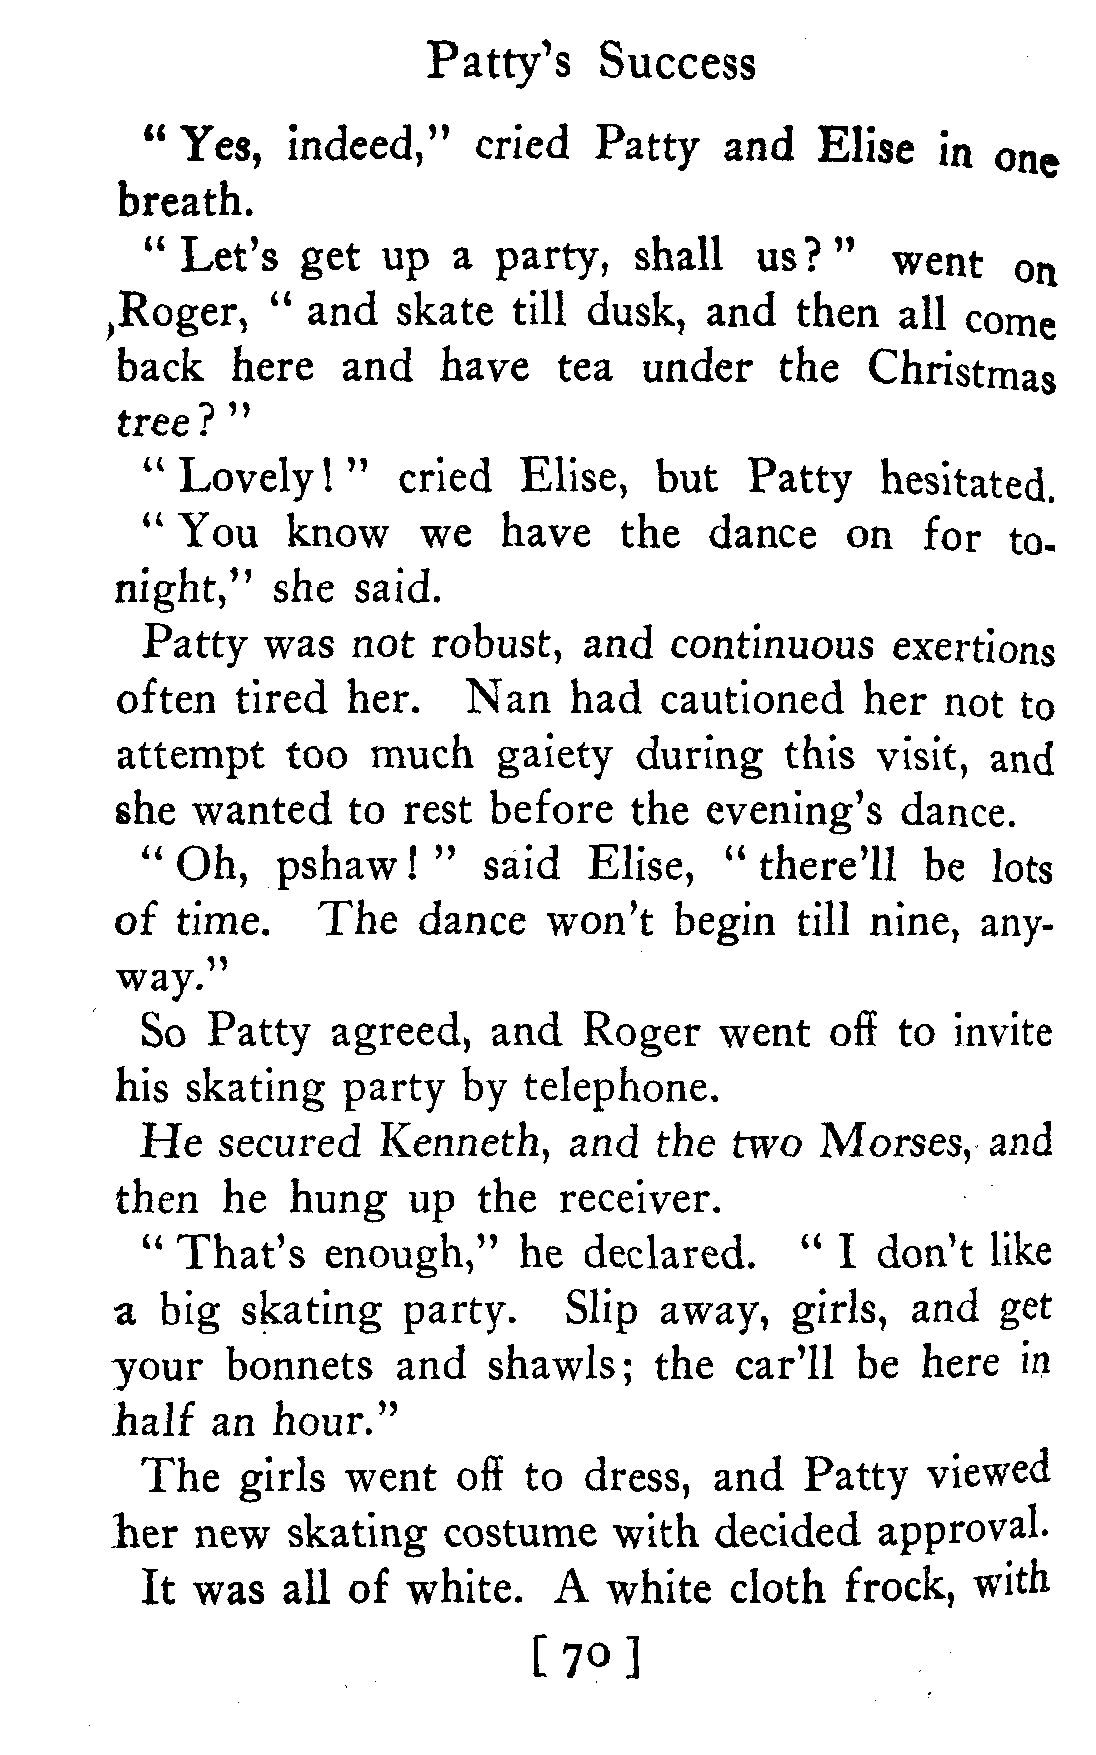 Patty's Success
" Yes, indeed," cried Patty and Elise in one
breath.
" Let's get up a party, shall us? " went on
Roger, " and skate till dusk, and then all come
back here and have tea under the Christmas
tree? "
" Lovely! " cried Elise, but Patty hesitated.
" You know we have the dance on for to-
night," she said.
Patty was not robust, and continuous exertions
often tired her. Nan had cautioned her not to
attempt too much gaiety during this visit, and
she wanted to rest before the evening's dance.
" Oh, pshaw! " said Elise, " there'll be lots
of time. The dance won't begin till nine, any-
way."
So Patty agreed, and Roger went off to invite
his skating party by telephone.
He secured Kenneth, and the two Morses, and
then he hung up the receiver.
" That's enough," he declared. " I don't like
a big skating party. Slip away, girls, and get
your bonnets and shawls; the car'll be here in
half an hour."
The girls went off to dress, and Patty viewed
her new skating costume with decided approval.
It was all of white. A white cloth frock, with
[ 70 ]